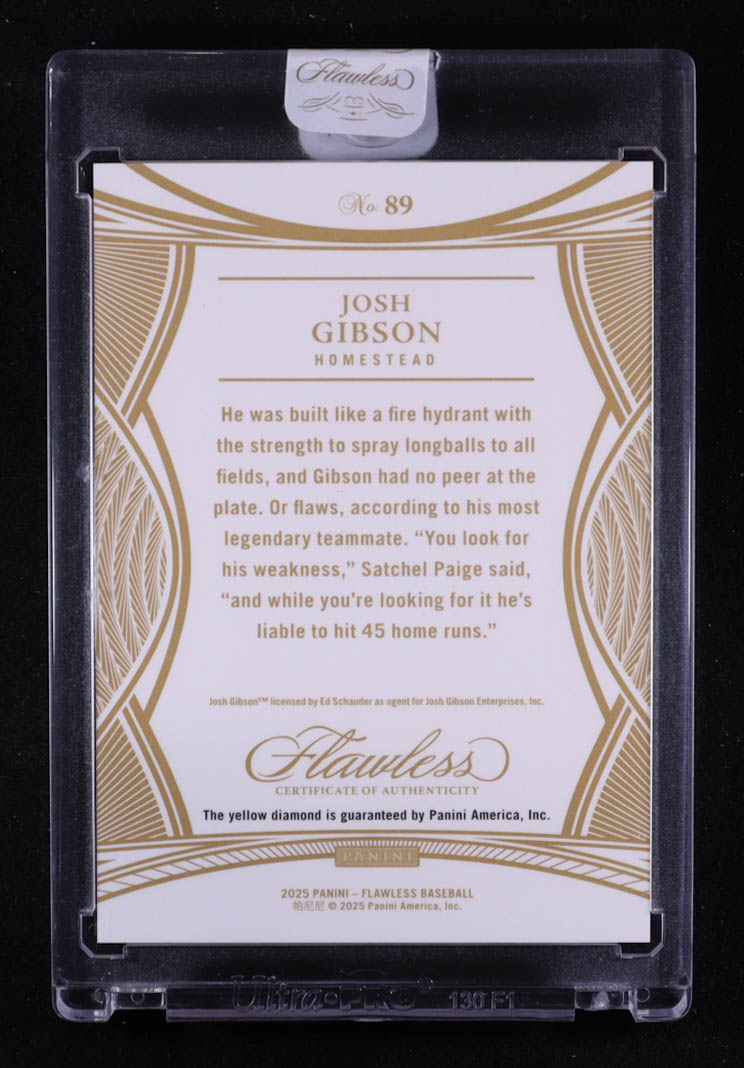 Flawless
No. 89
JOSH
GIBSON
HOMESTEAD
He was built like a fire hydrant with
the strength to spray longballs to all
fields, and Gibson had no peer at the
plate. Or flaws, according to his most
legendary teammate. “You look for
his weakness,” Satchel Paige said,
“and while you’re looking for it he’s
liable to hit 45 home runs.”
Josh Gibson™ licensed by Ed Schauder as agent for Josh Gibson Enterprises, Inc.
Flawless
CERTIFICATE OF AUTHENTICITY
The yellow diamond is guaranteed by Panini America, Inc.
PANINI
2025 PANINI – FLAWLESS BASEBALL
帕尼尼 © 2025 Panini America, Inc.
Ultra•PRO® 130 F1